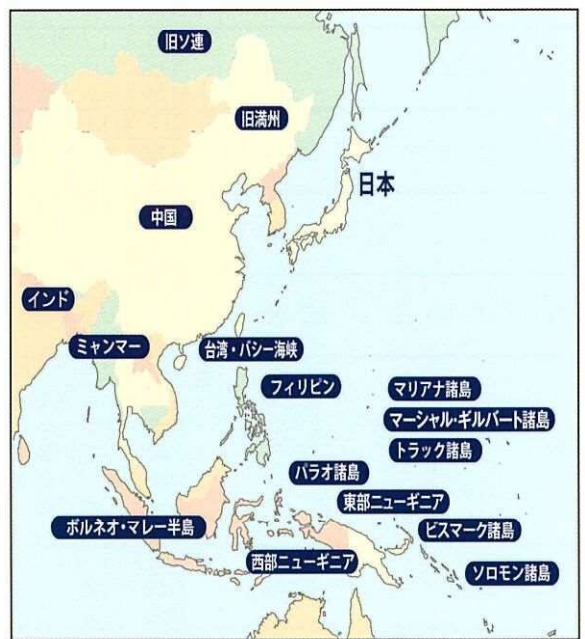 旧ソ連
旧満州
日本
中国
インド
ミャンマー
台湾・バシー海峡
フィリピン
マリアナ諸島
マーシャル・ギルバート諸島
トラック諸島
パラオ諸島
東部ニューギニア
ボルネオ・マレー半島
ビスマーク諸島
西部ニューギニア
ソロモン諸島